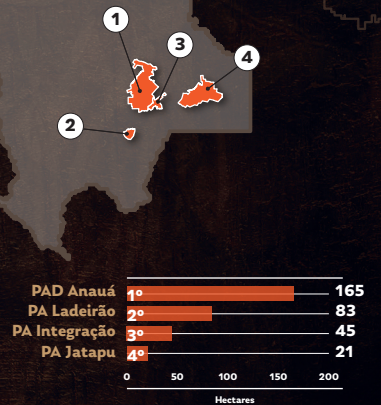 1
3
4
2
PAD Anauá 1º 165
PA Ladeirão 2º 83
PA Integração 3º 45
PA Jatapu 4º 21
0 50 100 150 200
Hectares